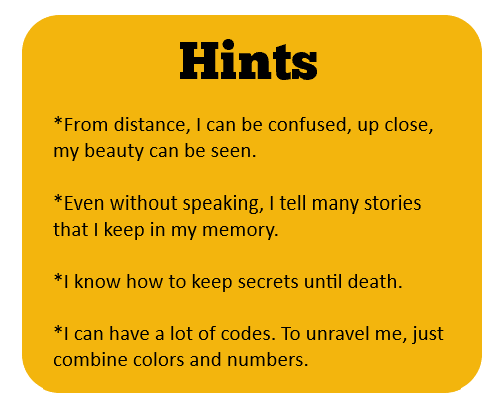 Hints
*From distance, I can be confused, up close,
my beauty can be seen.
*Even without speaking, I tell many stories
that I keep in my memory.
*I know how to keep secrets until death.
*I can have a lot of codes. To unravel me, just
combine colors and numbers.